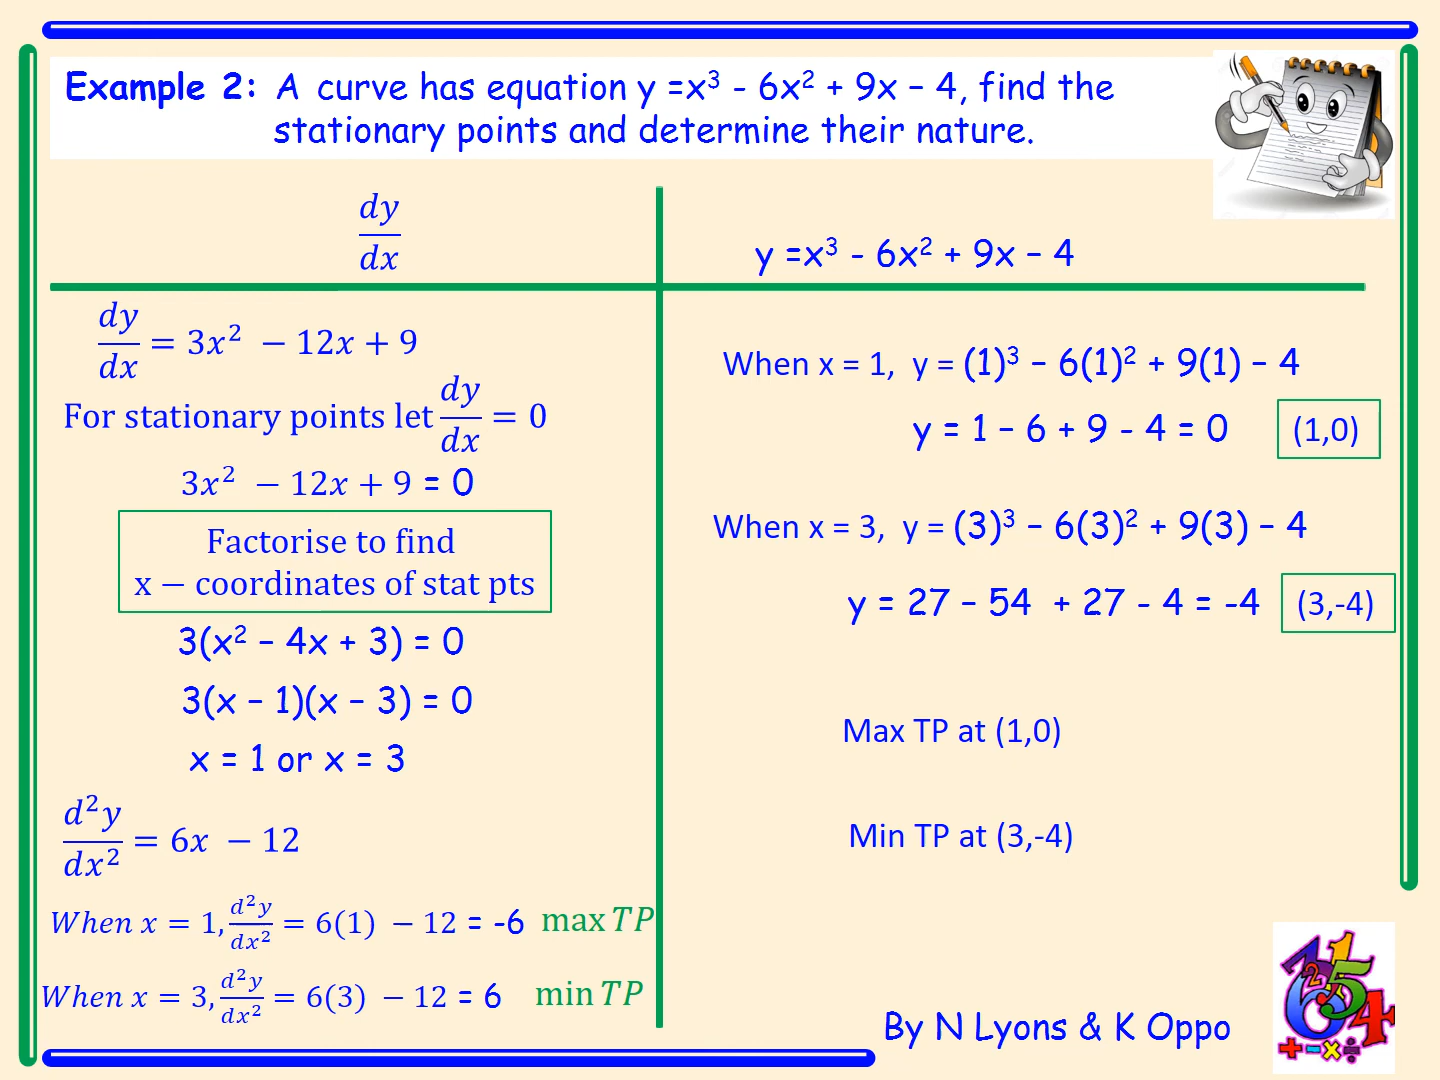 Example 2: A curve has equation y =x³ - 6x² + 9x – 4, find the
stationary points and determine their nature.
dy/dx
y =x³ - 6x² + 9x – 4
dy/dx = 3x² − 12x + 9
For stationary points let dy/dx = 0
3x² − 12x + 9 = 0
Factorise to find
x − coordinates of stat pts
3(x² – 4x + 3) = 0
3(x – 1)(x – 3) = 0
x = 1 or x = 3
d²y/dx² = 6x − 12
When x = 1, d²y/dx² = 6(1) − 12 = -6 max TP
When x = 3, d²y/dx² = 6(3) − 12 = 6 min TP
When x = 1, y = (1)³ – 6(1)² + 9(1) – 4
y = 1 – 6 + 9 - 4 = 0 (1,0)
When x = 3, y = (3)³ – 6(3)² + 9(3) – 4
y = 27 – 54 + 27 - 4 = -4 (3,-4)
Max TP at (1,0)
Min TP at (3,-4)
By N Lyons & K Oppo